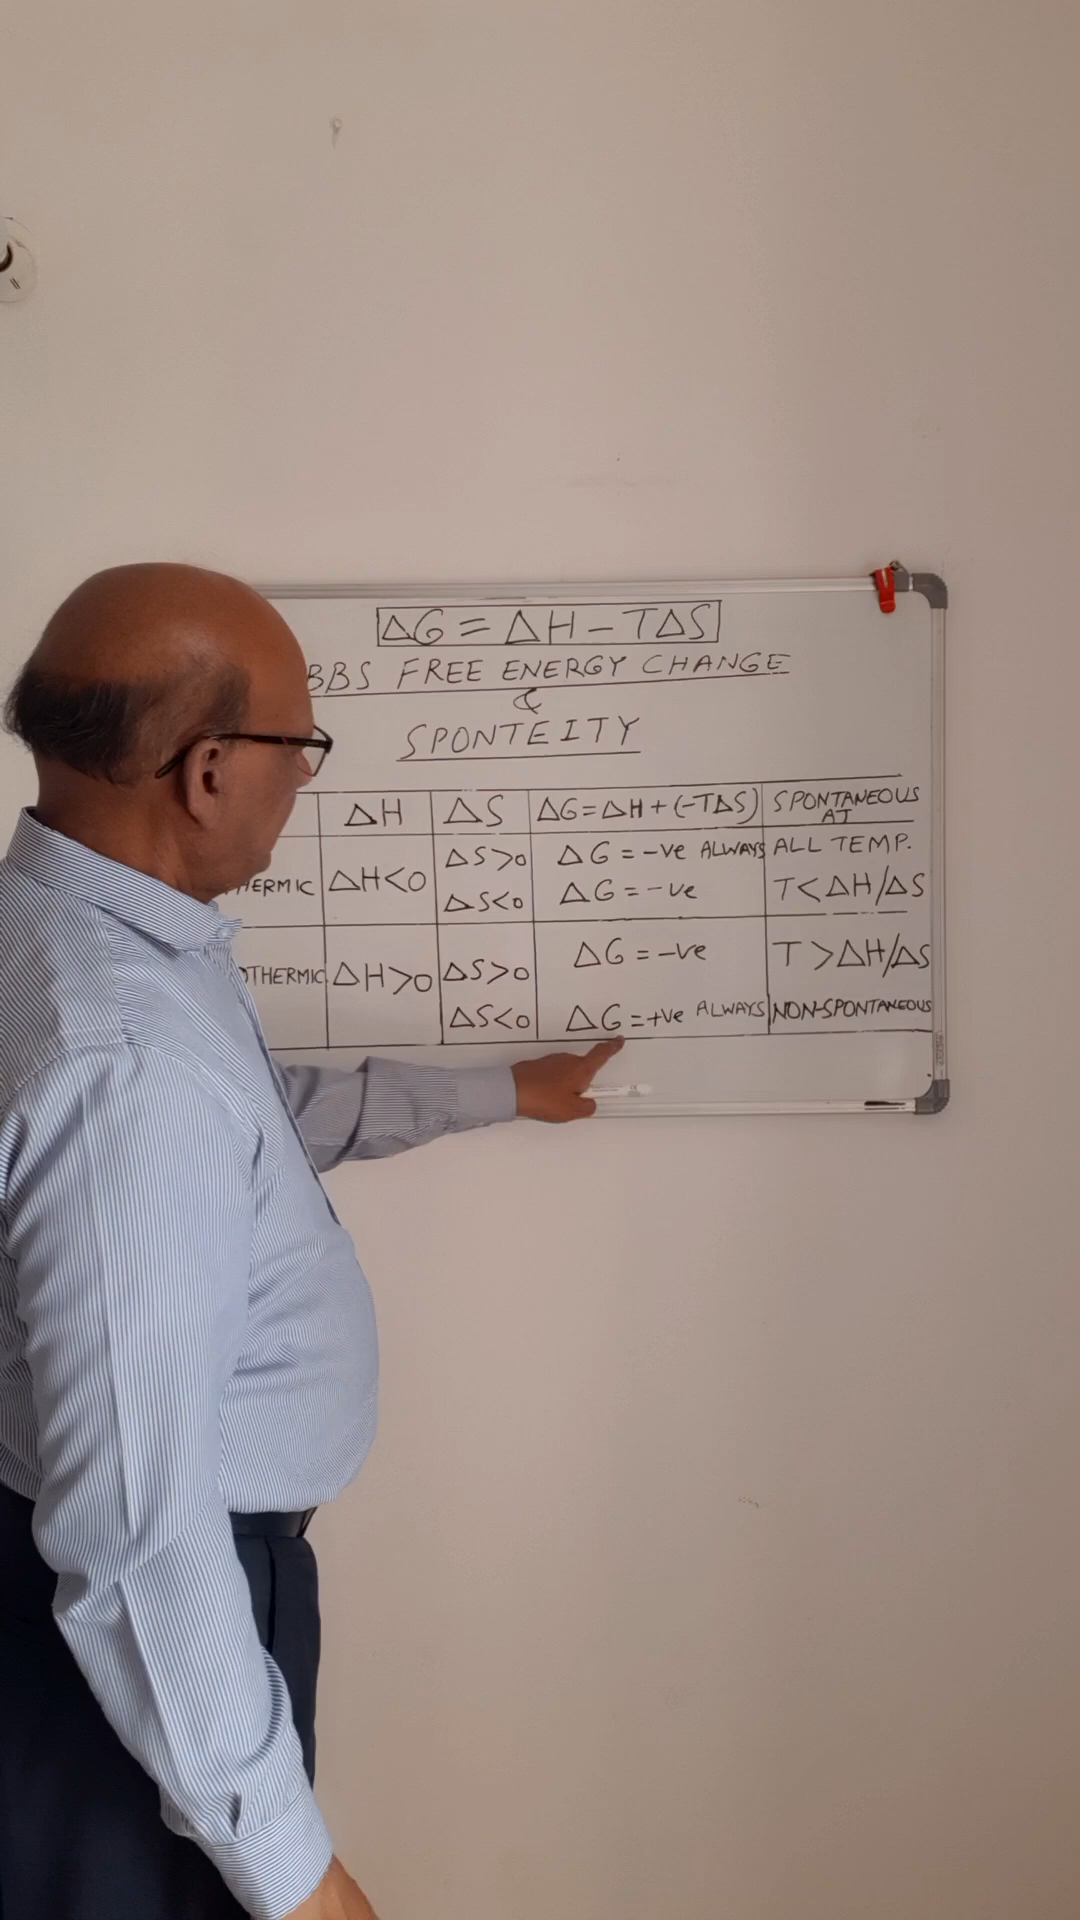 ΔG = ΔH - TΔS
BBS FREE ENERGY CHANGE
&
SPONTEITY
ΔH ΔS ΔG=ΔH+(-TΔS) SPONTANEOUS AT
ΔS>0 ΔG = -ve ALWAYS ALL TEMP.
HERMIC ΔH<0
ΔS<0 ΔG = -ve T<ΔH/ΔS
OTHERMIC ΔH>0 ΔS>0 ΔG = -ve T>ΔH/ΔS
ΔS<0 ΔG=+ve ALWAYS NON-SPONTANEOUS